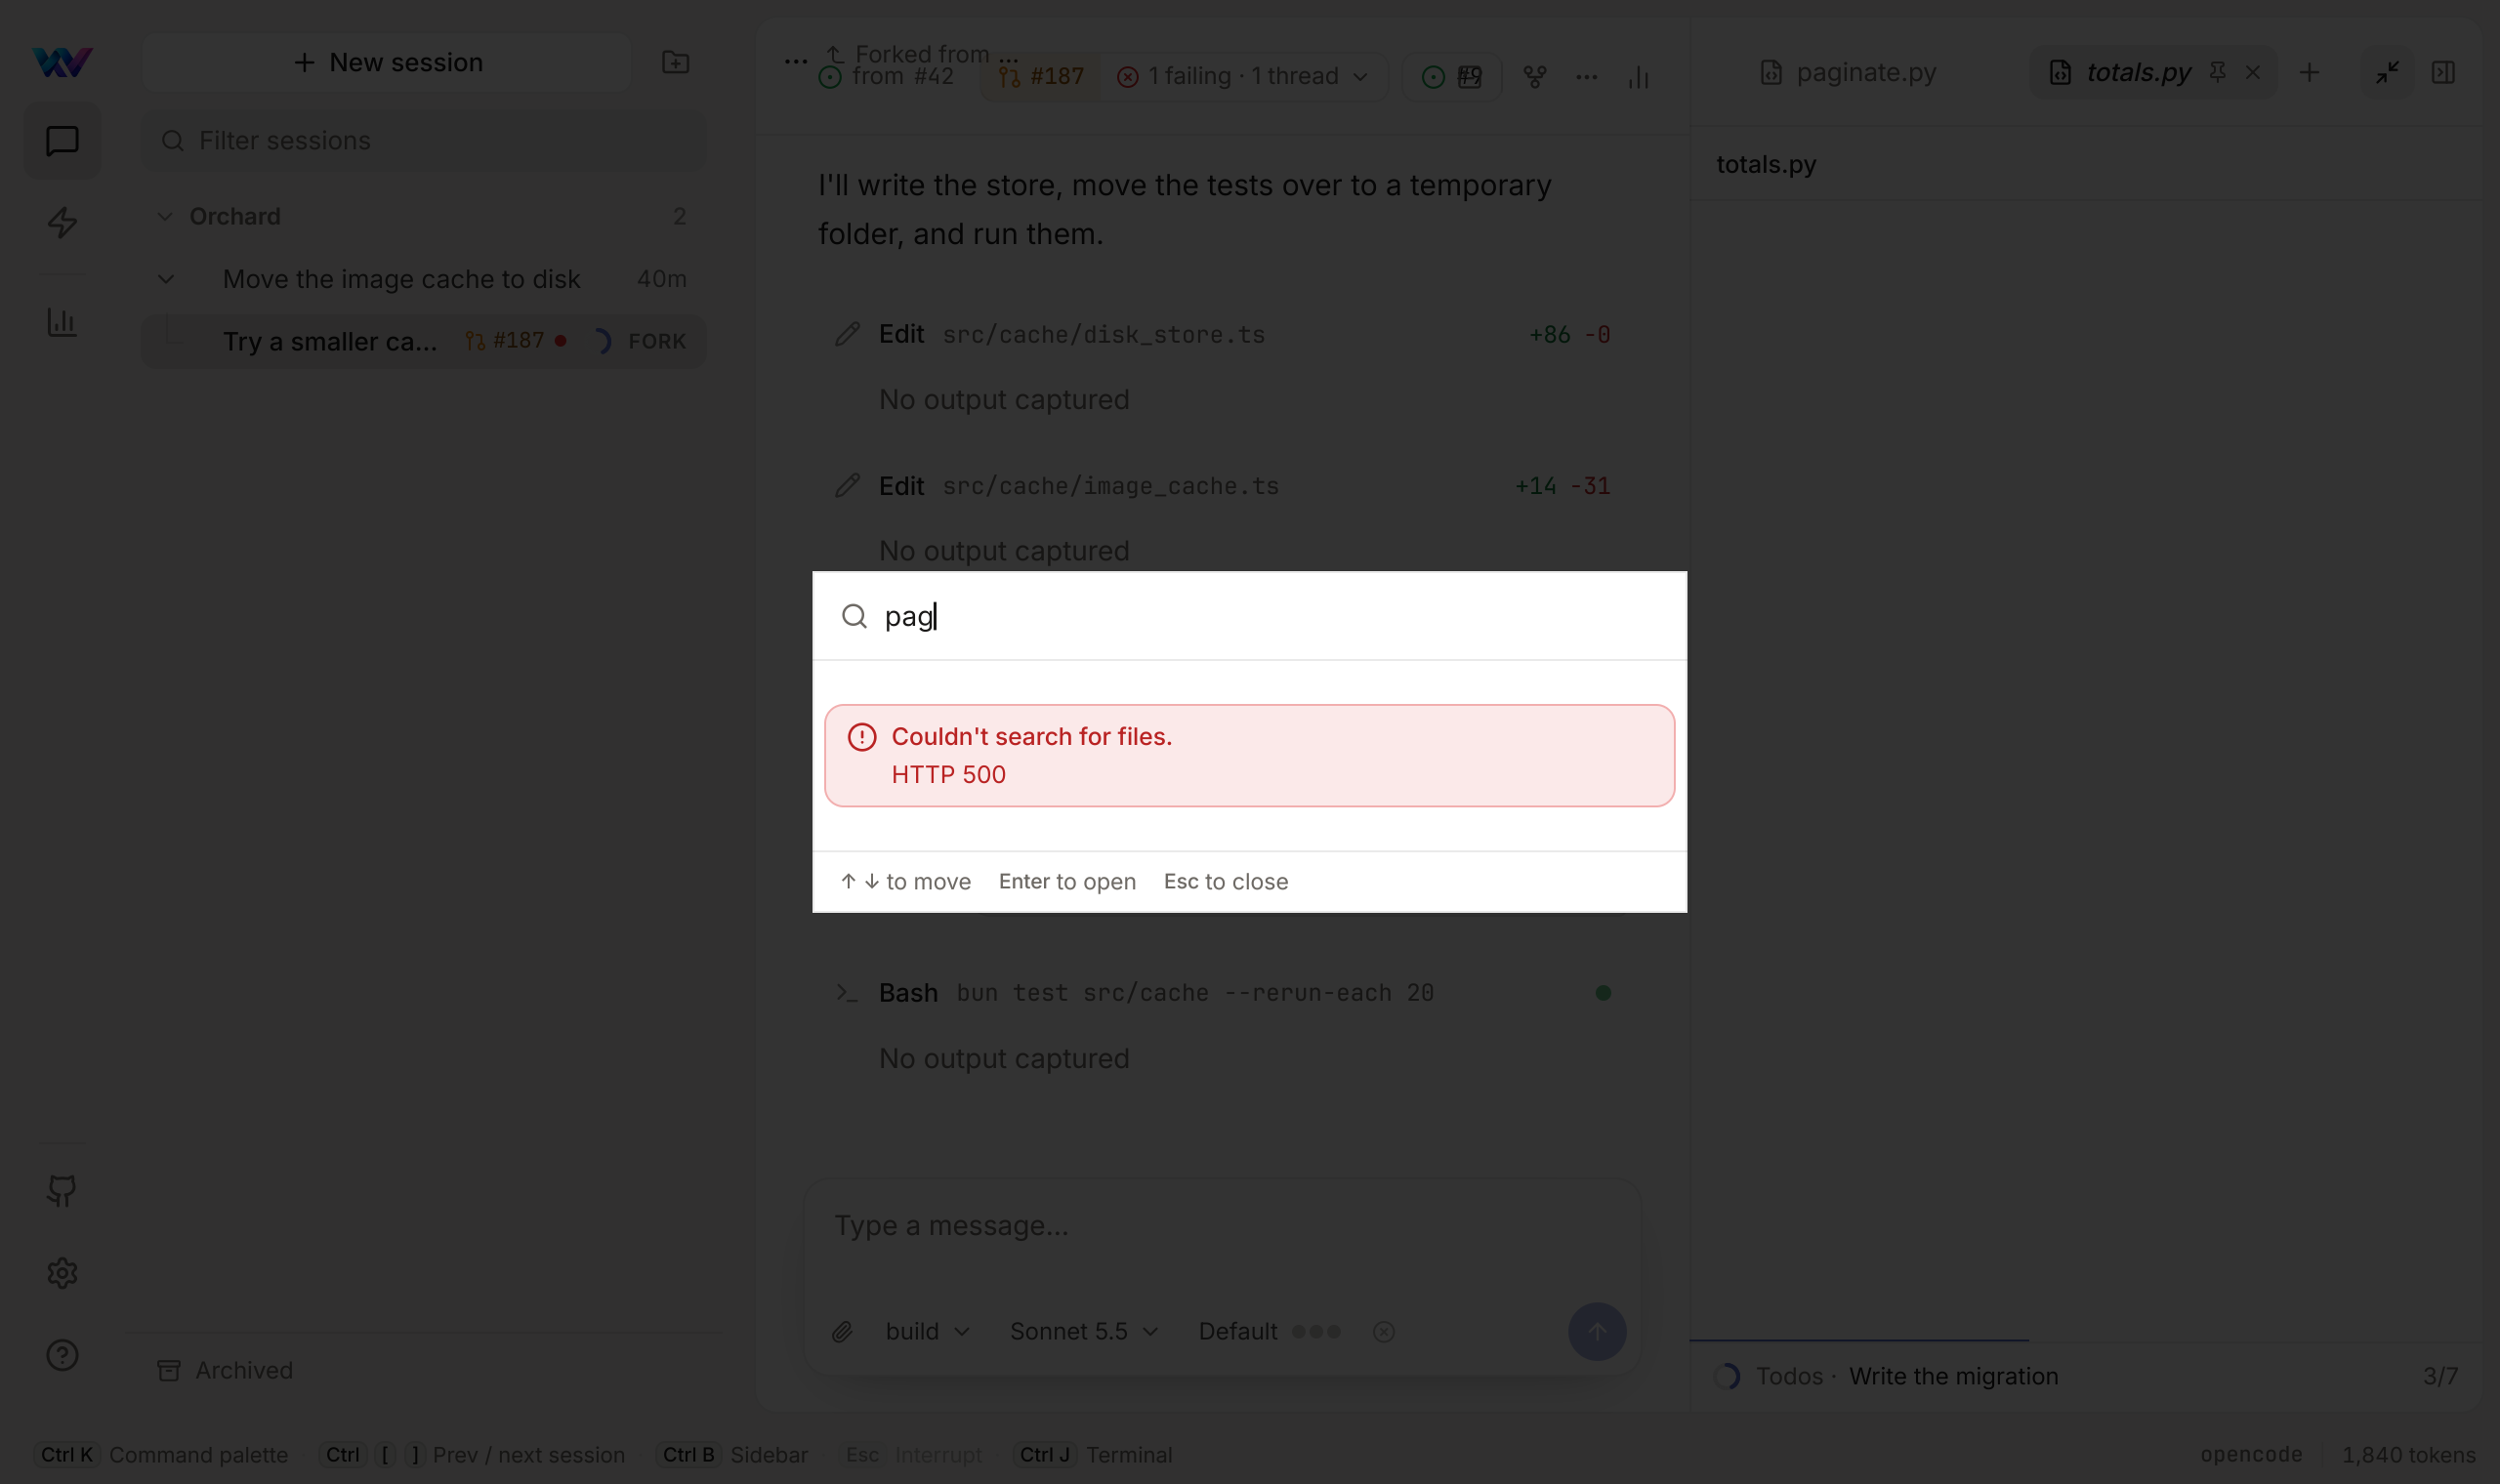 New session
Filter sessions
Orchard 2
Move the image cache to disk 40m
Try a smaller ca... #187 FORK
Archived
... Forked from ...
from #42 #187 1 failing · 1 thread #9 ...
I'll write the store, move the tests over to a temporary
folder, and run them.
Edit src/cache/disk_store.ts +86 -0
No output captured
Edit src/cache/image_cache.ts +14 -31
No output captured
pag
Couldn't search for files.
HTTP 500
↑ ↓ to move Enter to open Esc to close
Bash bun test src/cache --rerun-each 20
No output captured
Type a message...
build Sonnet 5.5 Default
paginate.py totals.py
totals.py
Todos · Write the migration 3/7
Ctrl K Command palette Ctrl [ ] Prev / next session Ctrl B Sidebar Esc Interrupt Ctrl J Terminal opencode 1,840 tokens